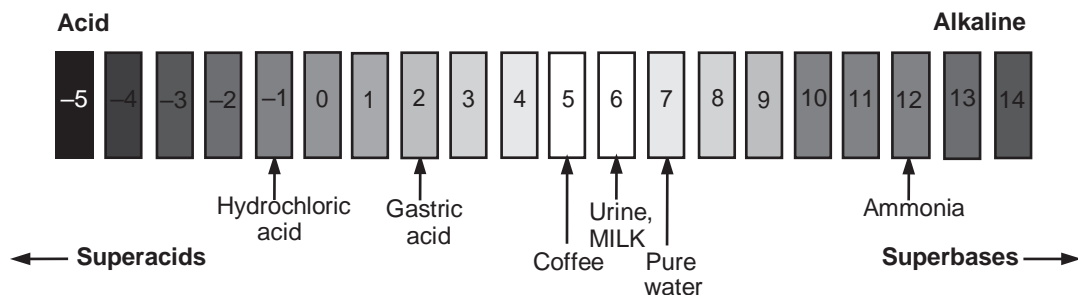 Acid Alkaline
–5 –4 –3 –2 –1 0 1 2 3 4 5 6 7 8 9 10 11 12 13 14
Hydrochloric
acid
Gastric
acid
Coffee
Urine,
MILK
Pure
water
Ammonia
Superacids Superbases